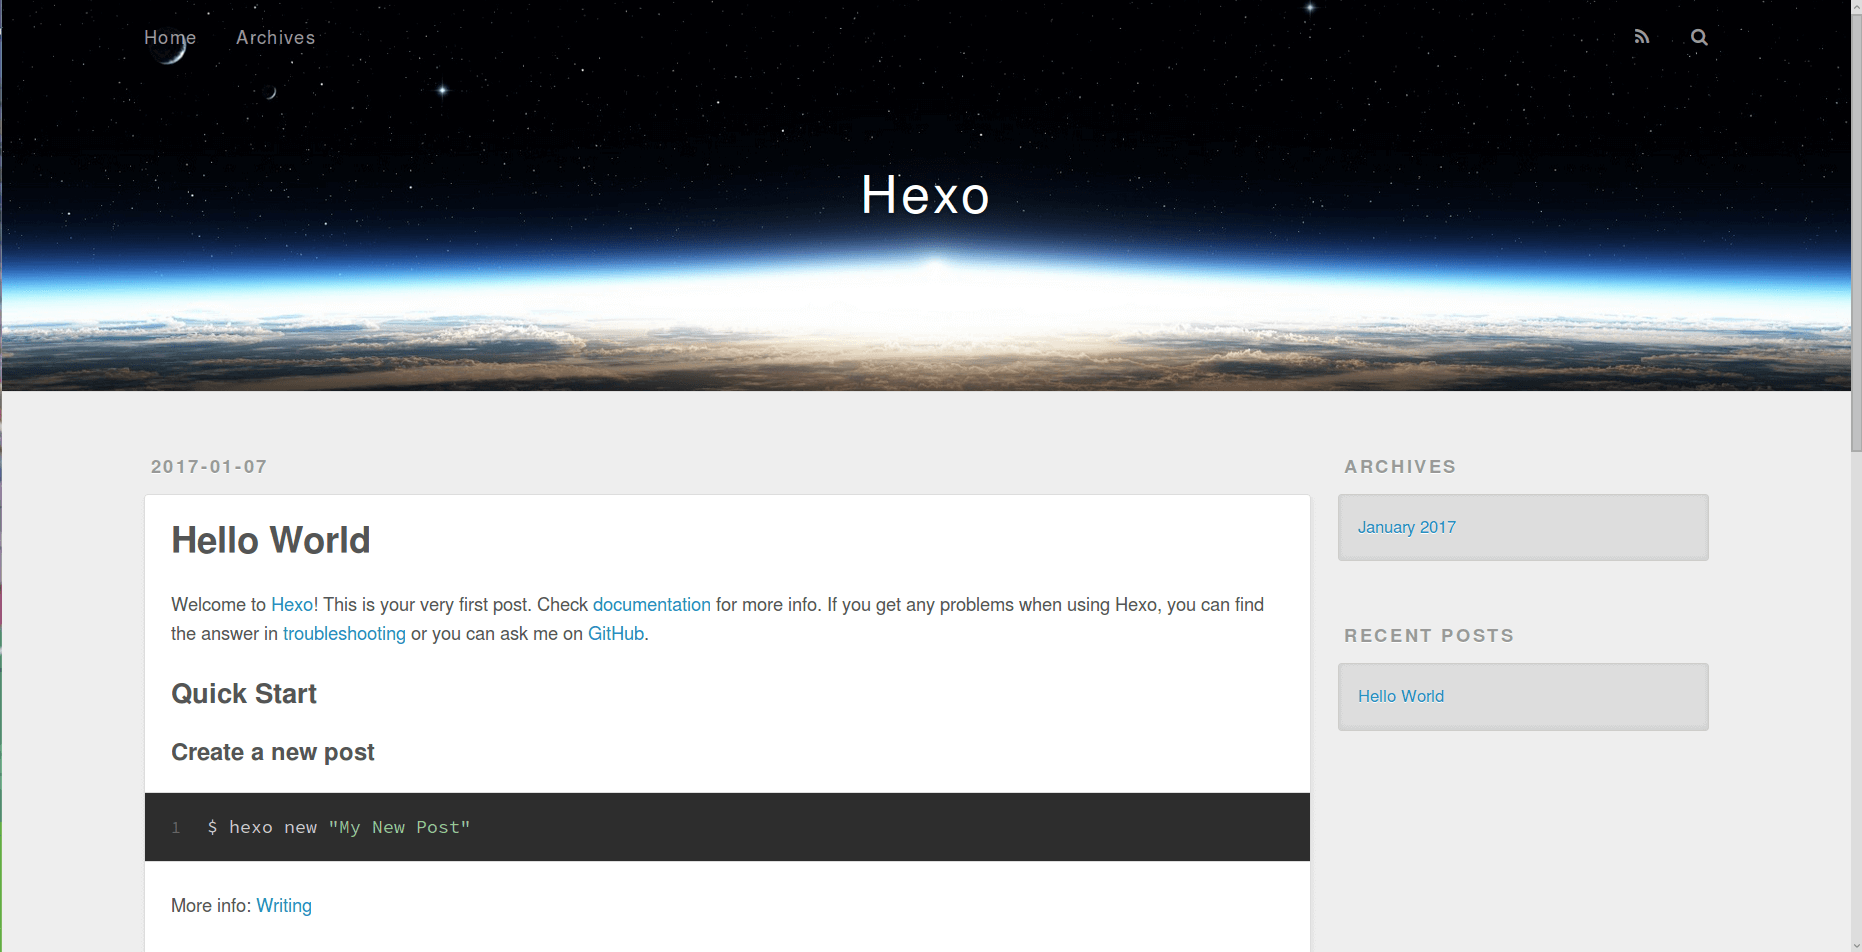 Home Archives
Hexo
2017-01-07
Hello World
Welcome to Hexo! This is your very first post. Check documentation for more info. If you get any problems when using Hexo, you can find
the answer in troubleshooting or you can ask me on GitHub.
Quick Start
Create a new post
1 $ hexo new "My New Post"
More info: Writing
ARCHIVES
January 2017
RECENT POSTS
Hello World